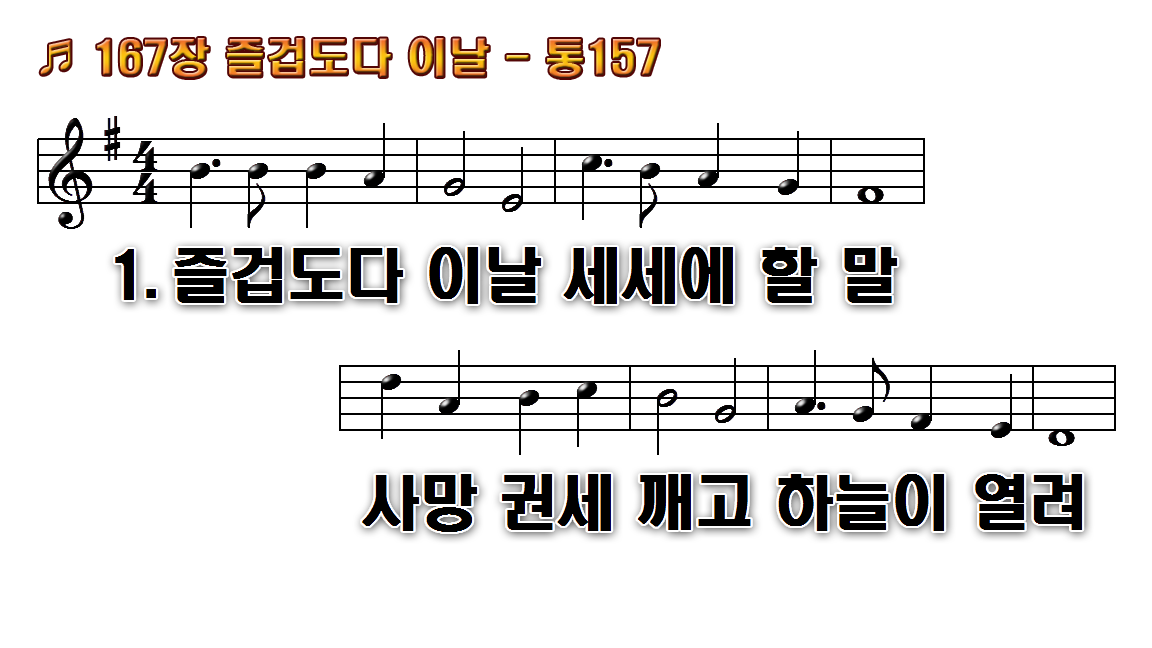 ♬ 167장 즐겁도다 이날 - 통157
1. 즐겁도다 이날 세세에 할 말
사망 권세 깨고 하늘이 열려